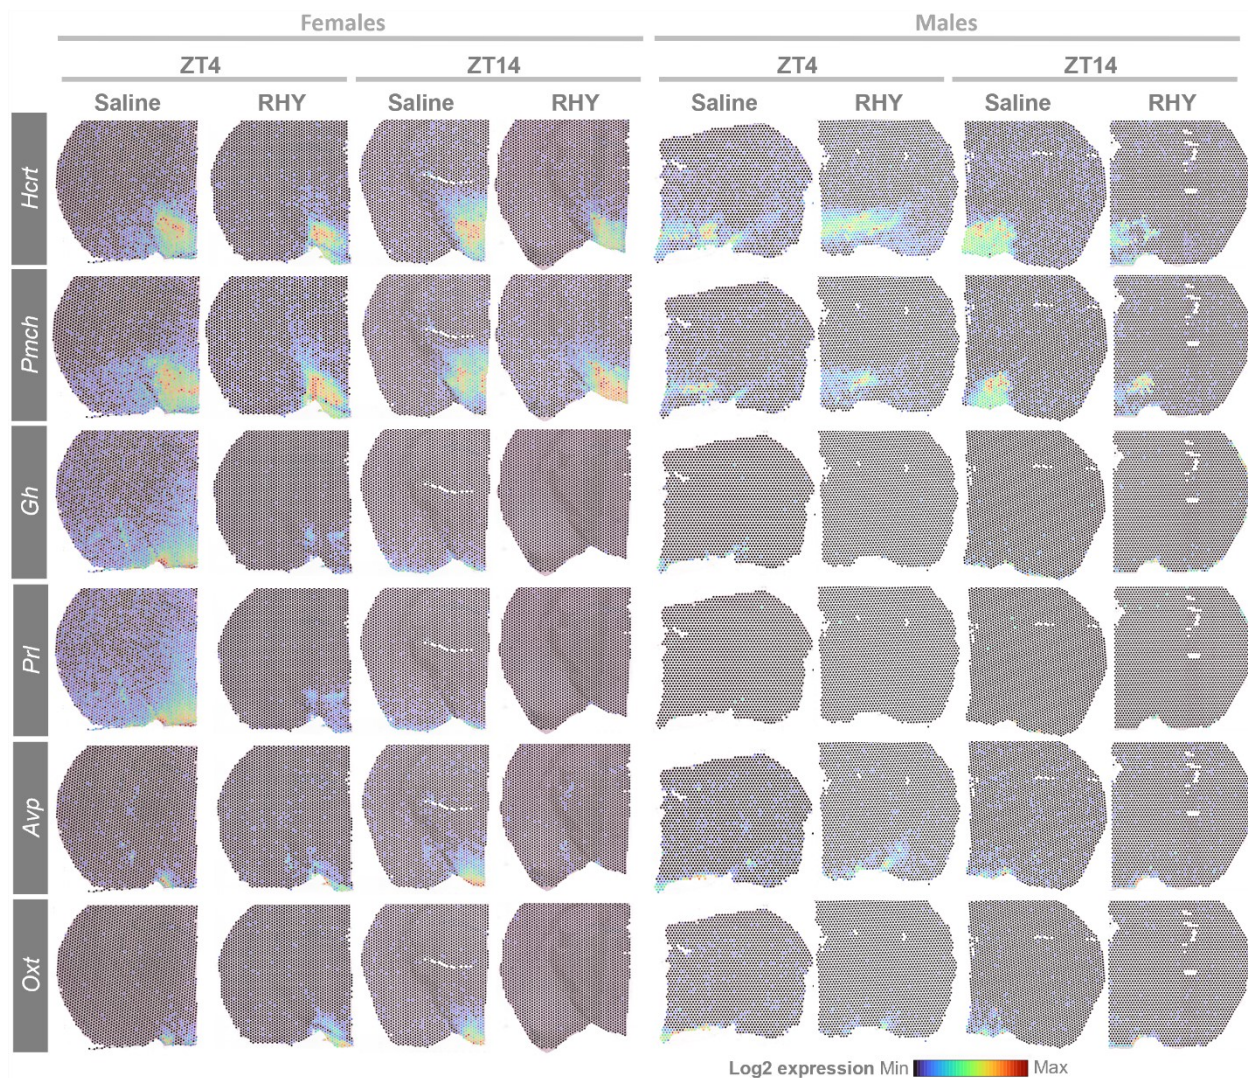 Females Males
ZT4 ZT14 ZT4 ZT14
Saline RHY Saline RHY Saline RHY Saline RHY
Hcrt
Pmch
Gh
Prl
Avp
Oxt
Log2 expression Min Max